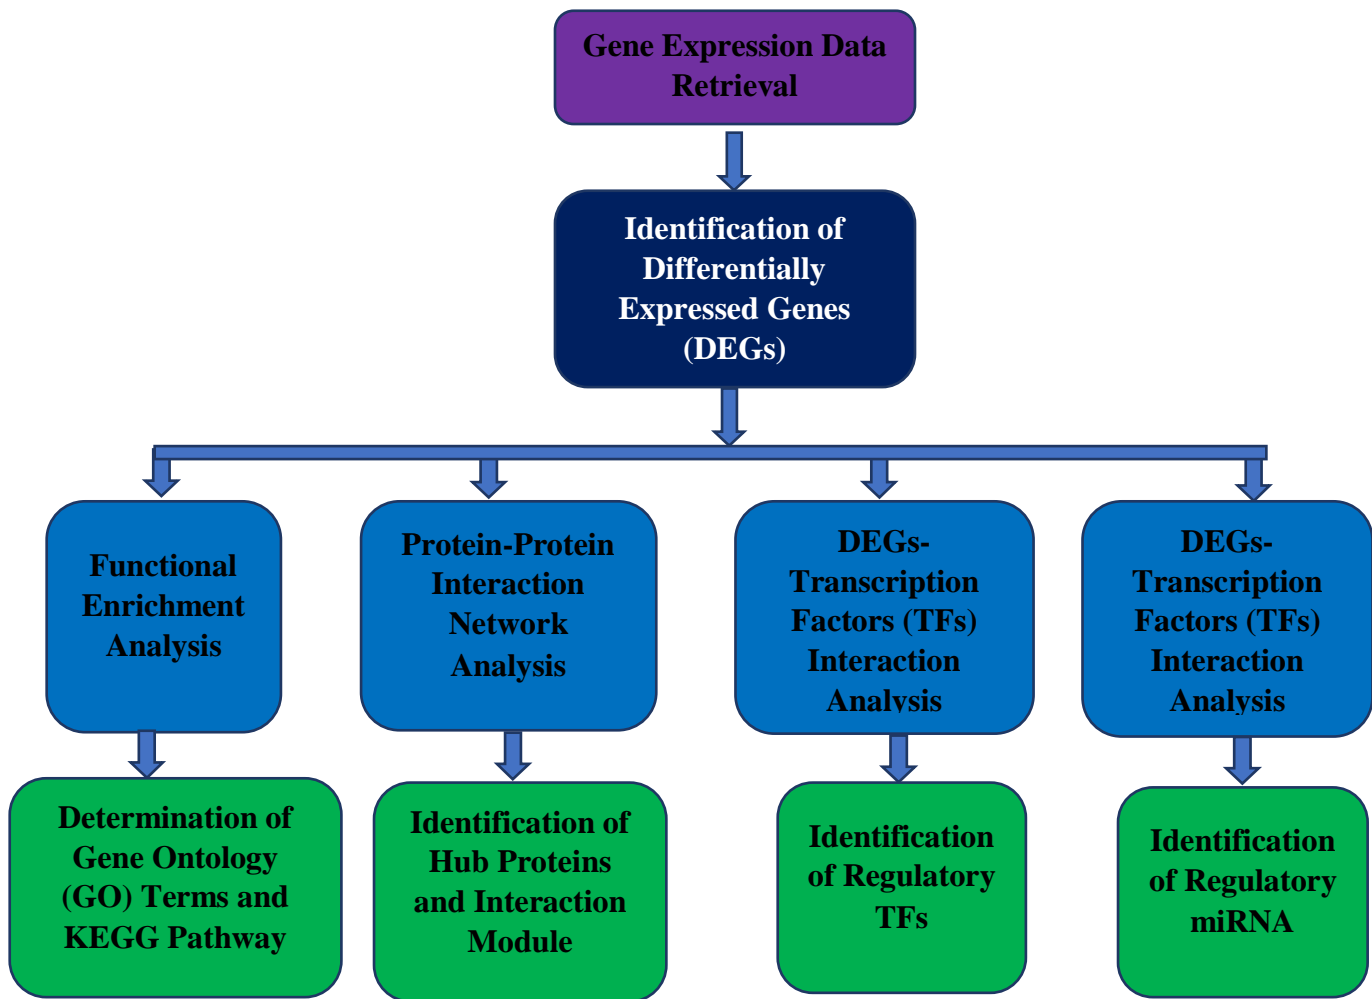 Gene Expression Data
Retrieval
Identification of
Differentially
Expressed Genes
(DEGs)
Functional
Enrichment
Analysis
Protein-Protein
Interaction
Network
Analysis
DEGs-
Transcription
Factors (TFs)
Interaction
Analysis
DEGs-
Transcription
Factors (TFs)
Interaction
Analysis
Determination of
Gene Ontology
(GO) Terms and
KEGG Pathway
Identification of
Hub Proteins
and Interaction
Module
Identification
of Regulatory
TFs
Identification
of Regulatory
miRNA